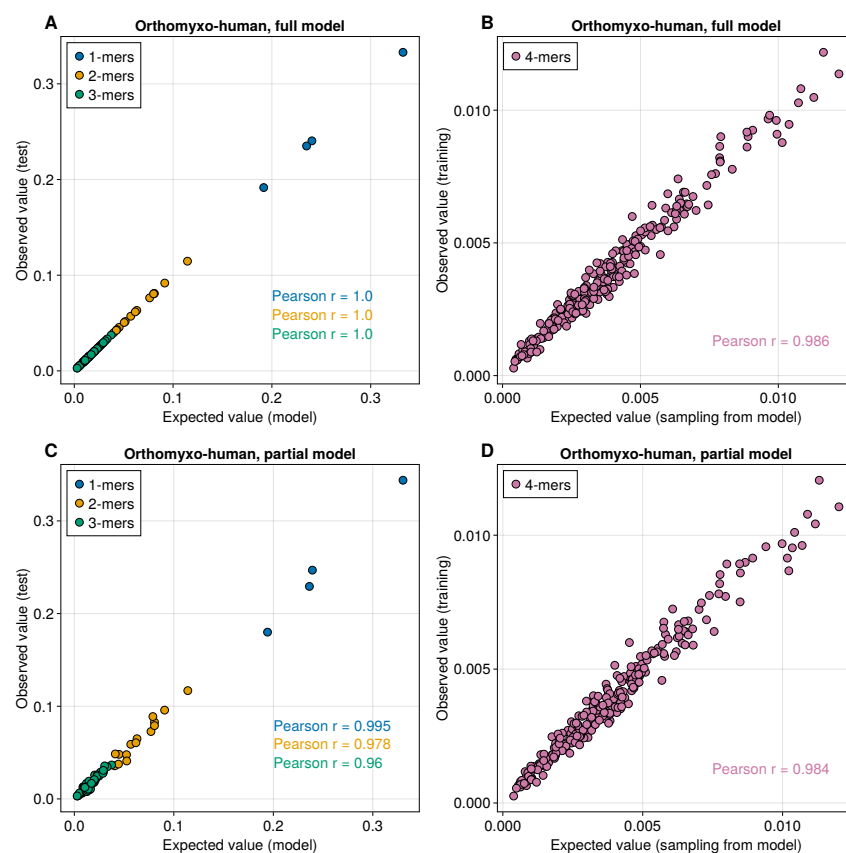 A
Orthomyxo-human, full model
1-mers
2-mers
3-mers
Pearson r = 1.0
Pearson r = 1.0
Pearson r = 1.0
0.3
0.2
0.1
0.0
0.0 0.1 0.2 0.3
Observed value (test)
Expected value (model)
B
Orthomyxo-human, full model
4-mers
Pearson r = 0.986
0.010
0.005
0.000
0.000 0.005 0.010
Observed value (training)
Expected value (sampling from model)
C
Orthomyxo-human, partial model
1-mers
2-mers
3-mers
Pearson r = 0.995
Pearson r = 0.978
Pearson r = 0.96
0.3
0.2
0.1
0.0
0.0 0.1 0.2 0.3
Observed value (test)
Expected value (model)
D
Orthomyxo-human, partial model
4-mers
Pearson r = 0.984
0.010
0.005
0.000
0.000 0.005 0.010
Observed value (training)
Expected value (sampling from model)